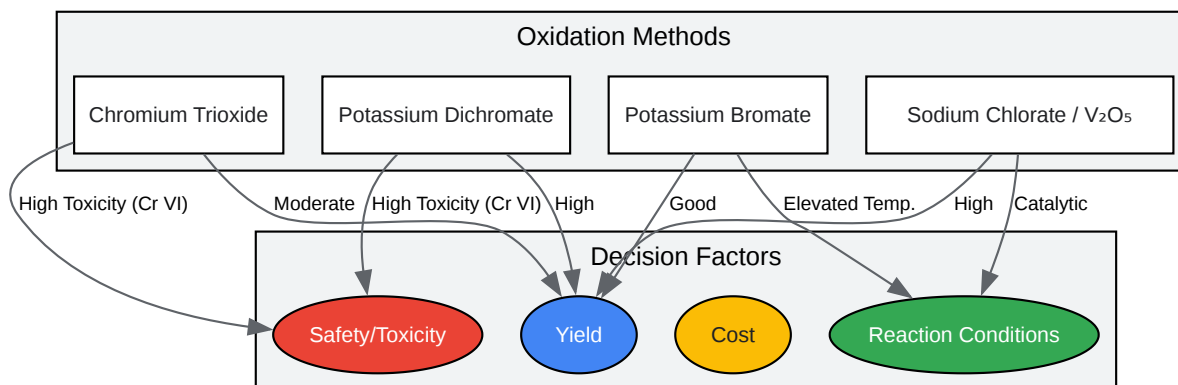 Oxidation Methods
Chromium Trioxide
Potassium Dichromate
Potassium Bromate
Sodium Chlorate / V₂O₅
High Toxicity (Cr VI)
Moderate
High Toxicity (Cr VI)
High
Good
Elevated Temp.
High
Catalytic
Decision Factors
Safety/Toxicity
Yield
Cost
Reaction Conditions